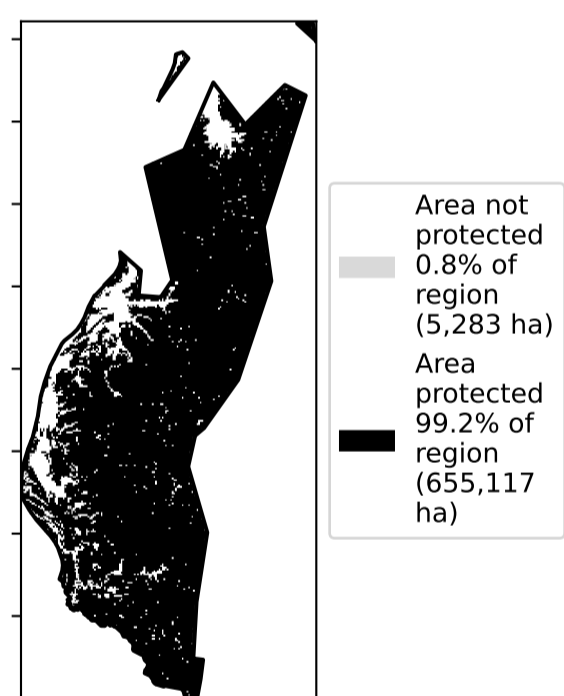 Area not
protected
0.8% of
region
(5,283 ha)
Area
protected
99.2% of
region
(655,117
ha)